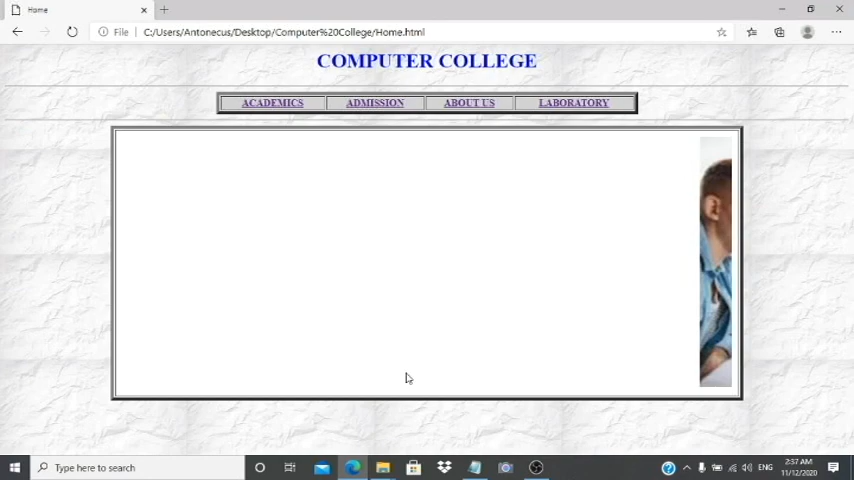 Home
File
C:/Users/Antonecus/Desktop/Computer%20College/Home.html
COMPUTER COLLEGE
ACADEMICS ADMISSION ABOUT US LABORATORY
Type here to search
ENG
2:37 AM
11/12/2020